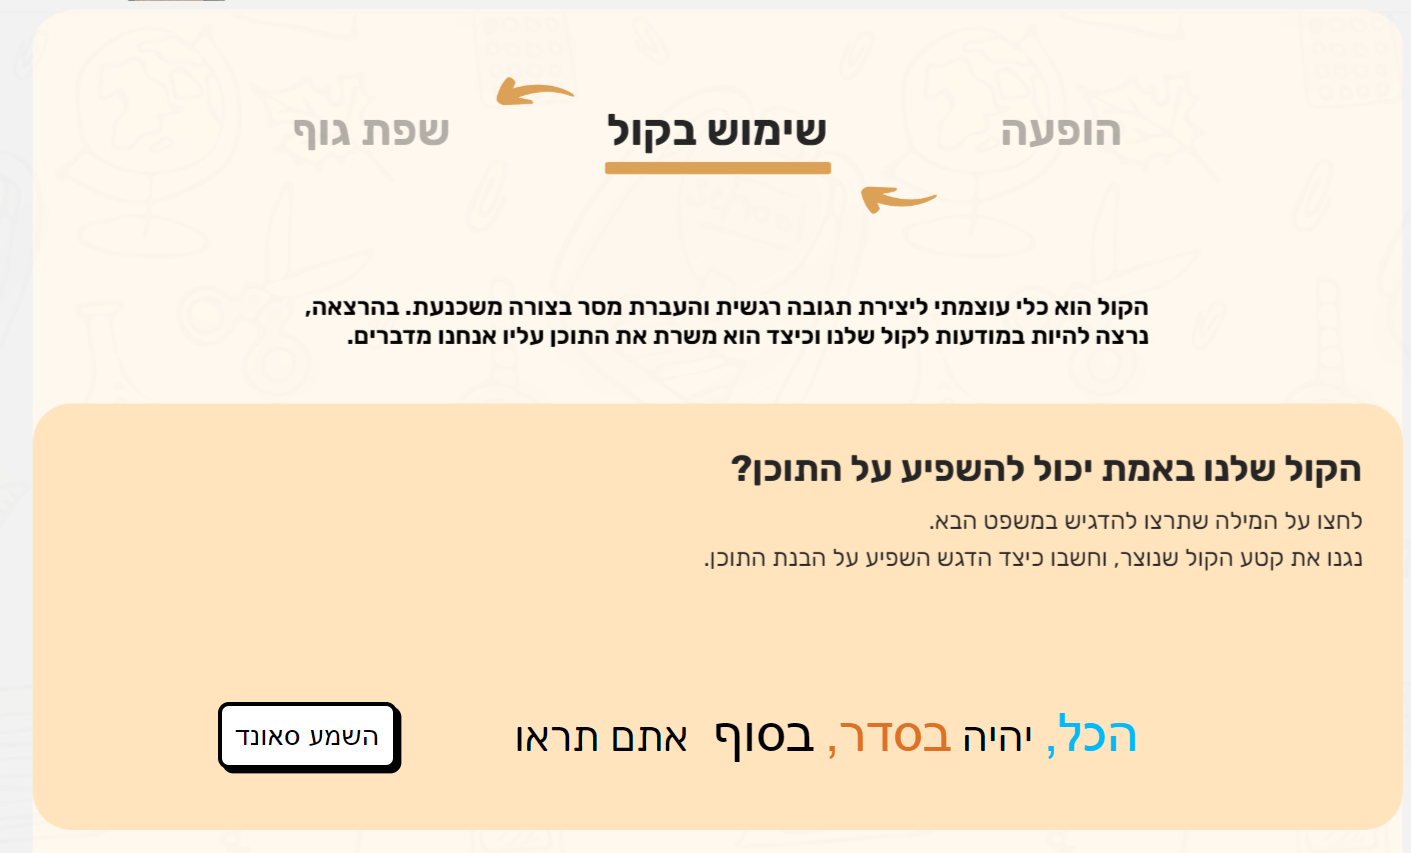 הופעה
שימוש בקול
שפת גוף
הקול הוא כלי עוצמתי ליצירת תגובה רגשית והעברת מסר בצורה משכנעת. בהרצאה,
נרצה להיות במודעות לקול שלנו וכיצד הוא משרת את התוכן עליו אנחנו מדברים.
הקול שלנו באמת יכול להשפיע על התוכן?
לחצו על המילה שתרצו להדגיש במשפט הבא.
נגנו את קטע הקול שנוצר, וחשבו כיצד הדגש השפיע על הבנת התוכן.
הכל, יהיה בסדר, בסוף אתם תראו
השמע סאונד